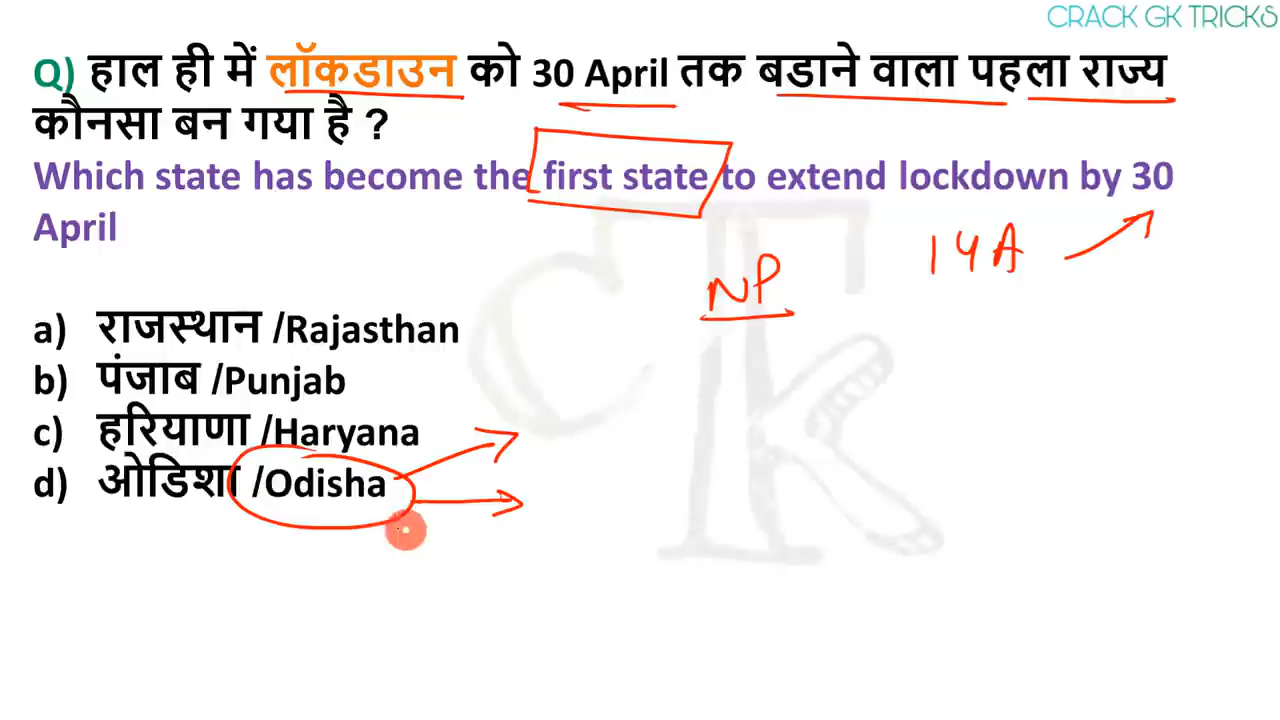 CRACK GK TRICKS
Q) हाल ही में लॉकडाउन को 30 April तक बडाने वाला पहला राज्य
कौनसा बन गया है ?
Which state has become the first state to extend lockdown by 30
April
14A
NP
a) राजस्थान /Rajasthan
b) पंजाब /Punjab
c) हरियाणा /Haryana
d) ओडिशा /Odisha